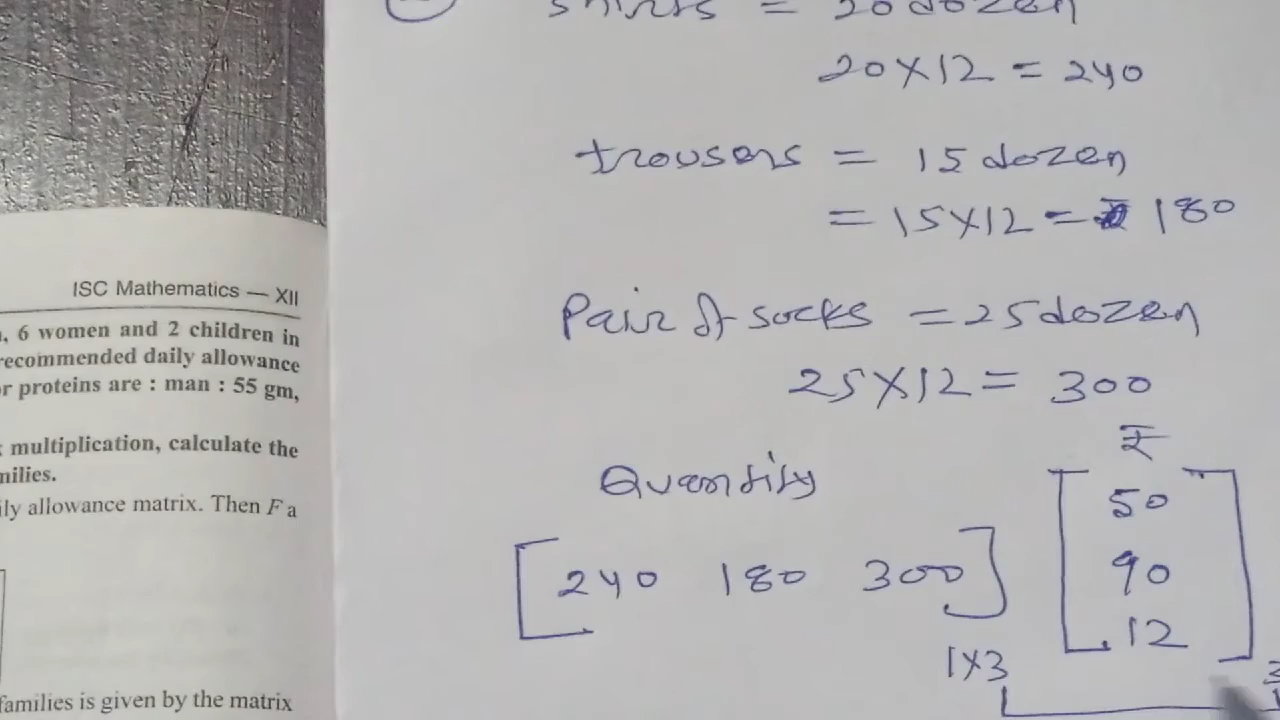 shirts = 20 dozen
20×12 = 240
trousers = 15 dozen
= 15×12 = 180
Pair of socks = 25 dozen
25×12 = 300
Quantity
₹
[240 180 300]
50
90
12
1×3
ISC Mathematics — XII
, 6 women and 2 children in
recommended daily allowance
r proteins are : man : 55 gm,
multiplication, calculate the
milies.
ily allowance matrix. Then F a
families is given by the matrix